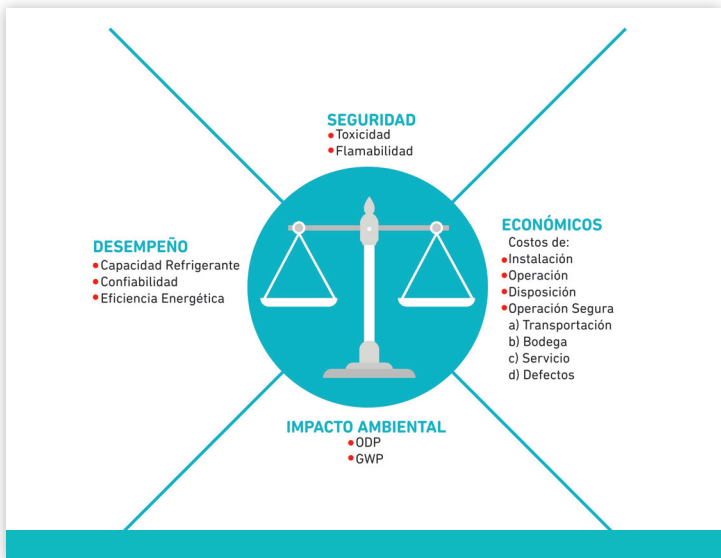 SEGURIDAD
•Toxicidad
•Flamabilidad
DESEMPEÑO
•Capacidad Refrigerante
•Confiabilidad
•Eficiencia Energética
ECONÓMICOS
Costos de:
•Instalación
•Operación
•Disposición
•Operación Segura
a) Transportación
b) Bodega
c) Servicio
d) Defectos
IMPACTO AMBIENTAL
•ODP
•GWP